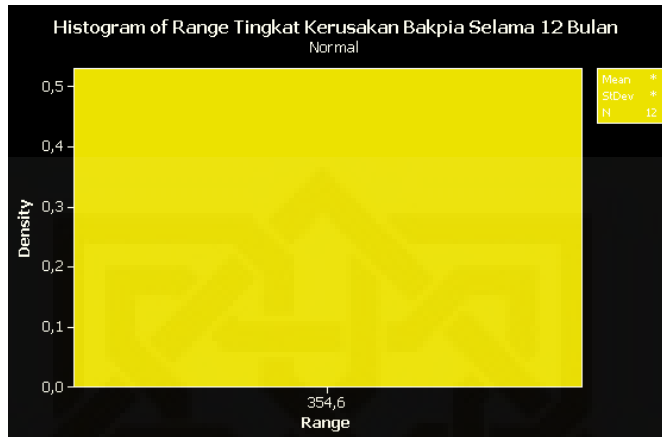 Histogram of Range Tingkat Kerusakan Bakpia Selama 12 Bulan
Normal
Mean *
StDev *
N 12
0,5
0,4
0,3
0,2
0,1
0,0
Density
354,6
Range